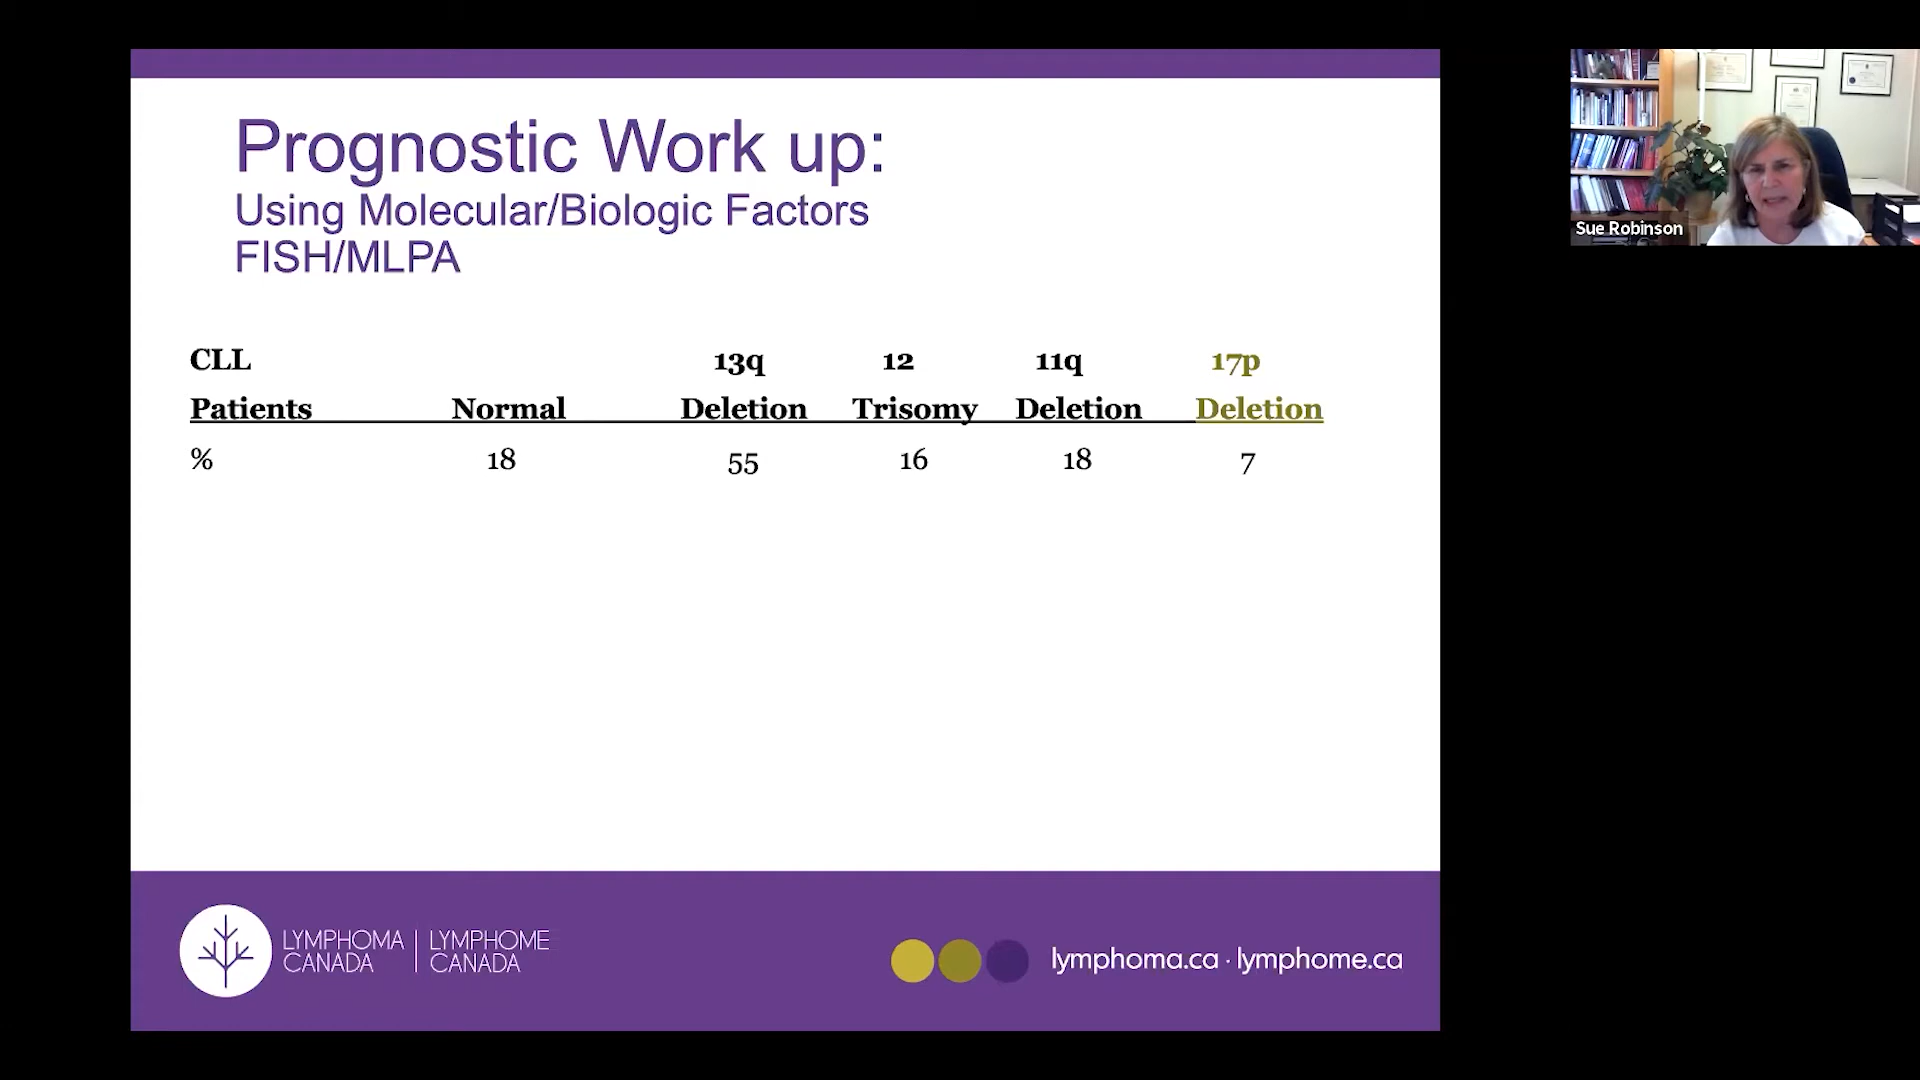 Prognostic Work up:
Using Molecular/Biologic Factors
FISH/MLPA
CLL 13q 12 11q 17p
Patients Normal Deletion Trisomy Deletion Deletion
% 18 55 16 18 7
LYMPHOMA CANADA | LYMPHOME CANADA
lymphoma.ca · lymphome.ca
Sue Robinson